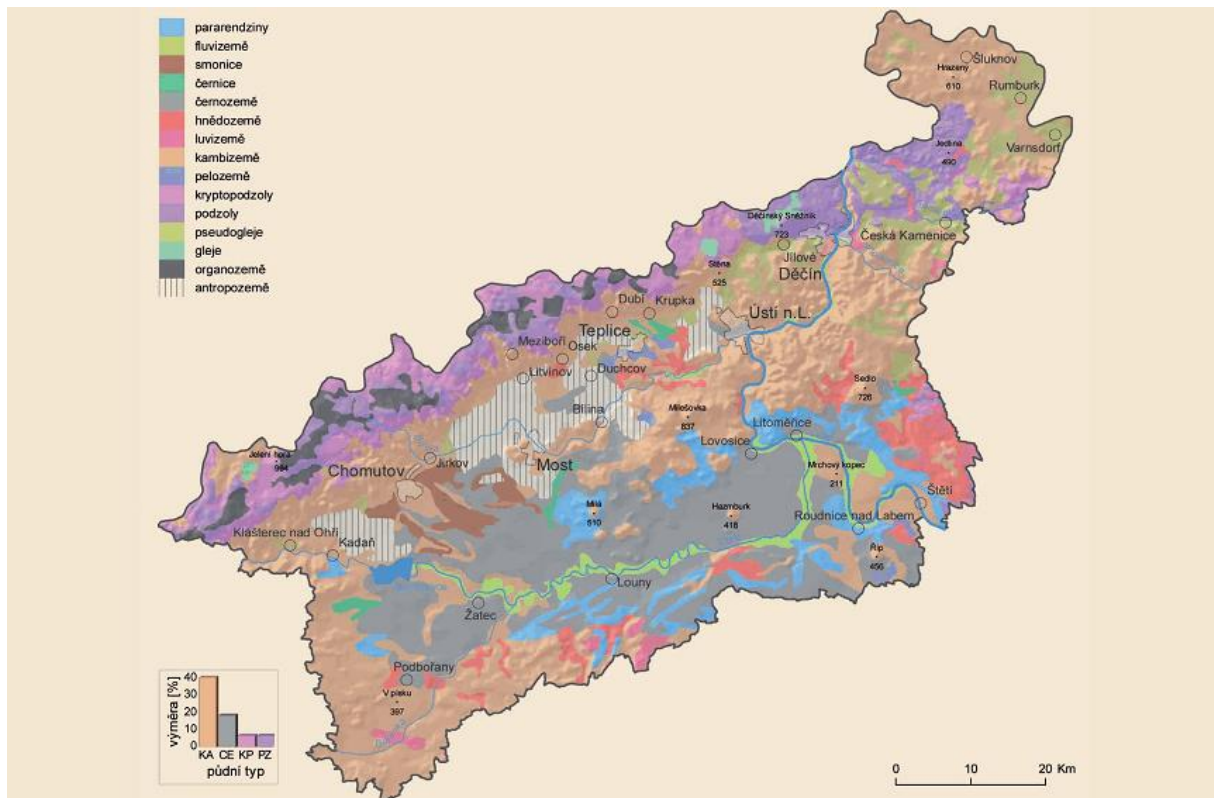 pararendziny
fluvizemě
smonice
černice
černozemě
hnědozemě
luvizemě
kambizemě
pelozemě
kryptopodzoly
podzoly
pseudogleje
gleje
organozemě
antropozemě
Šluknov
Hrazený
610
Rumburk
Varnsdorf
Jedlina
490
Děčínský Sněžník
723
Česká Kamenice
Jílové
Děčín
Stěna
525
Dubí
Krupka
Ústí n.L.
Teplice
Meziboří
Osek
Litvínov
Duchcov
Sedlo
726
Bílina
Milešovka
837
Litoměřice
Lovosice
Most
Jirkov
Jelení hora
994
Chomutov
Mrchový kopec
211
Štětí
Milá
510
Hazmburk
418
Roudnice nad Labem
Klášterec nad Ohří
Kadaň
Říp
456
Louny
Žatec
Podbořany
V písku
397
výměra [%]
40
30
20
10
0
KA CE KP PZ
půdní typ
0 10 20 Km